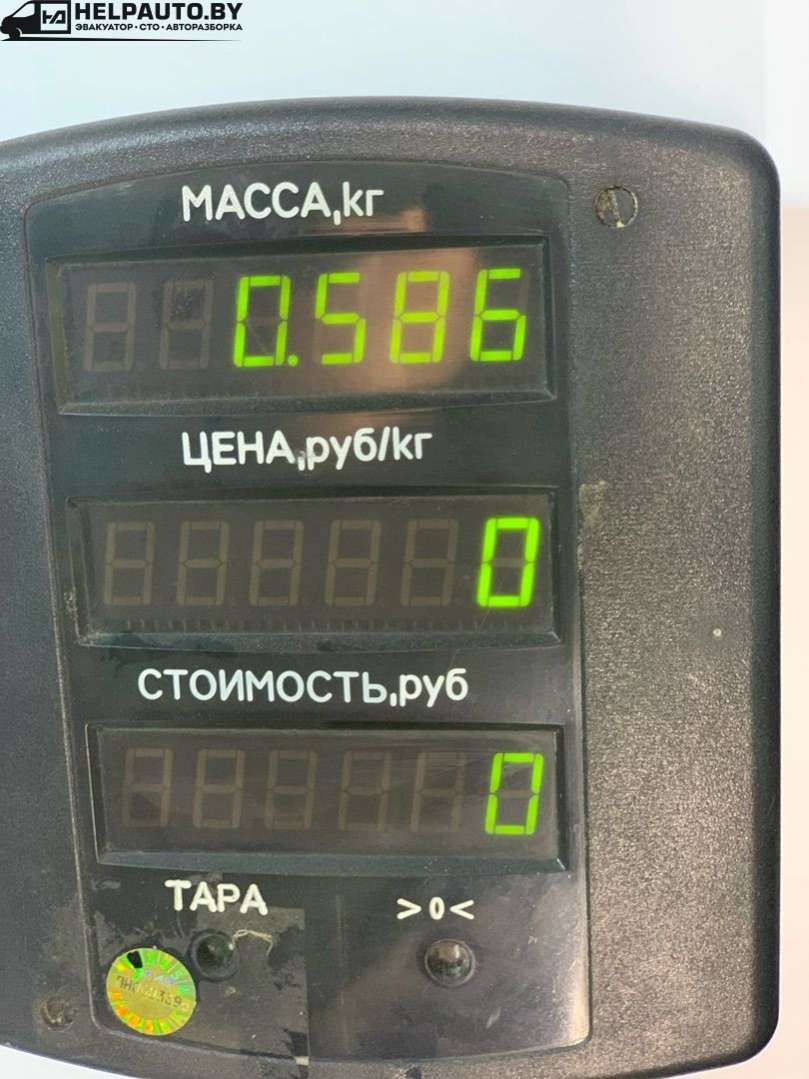 HELPAUTO.BY
ЭВАКУАТОР • СТО • АВТОРАЗБОРКА
МАССА,кг
0.586
ЦЕНА,руб/кг
0
СТОИМОСТЬ,руб
0
ТАРА >0<